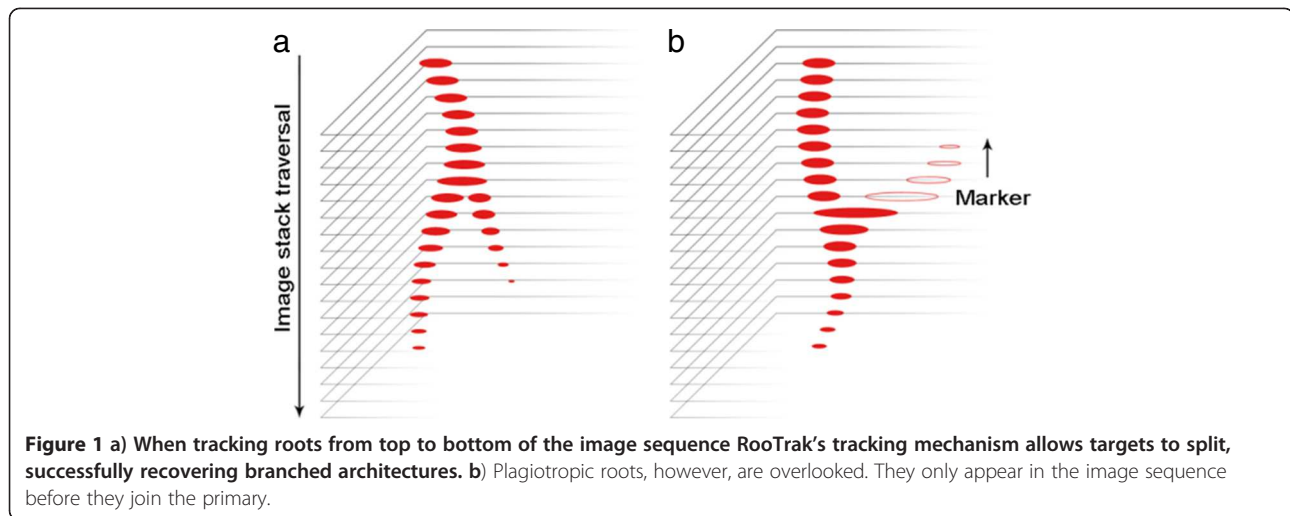 a
b
Image stack traversal
Marker
Figure 1 a) When tracking roots from top to bottom of the image sequence RooTrak's tracking mechanism allows targets to split,
successfully recovering branched architectures. b) Plagiotropic roots, however, are overlooked. They only appear in the image sequence
before they join the primary.